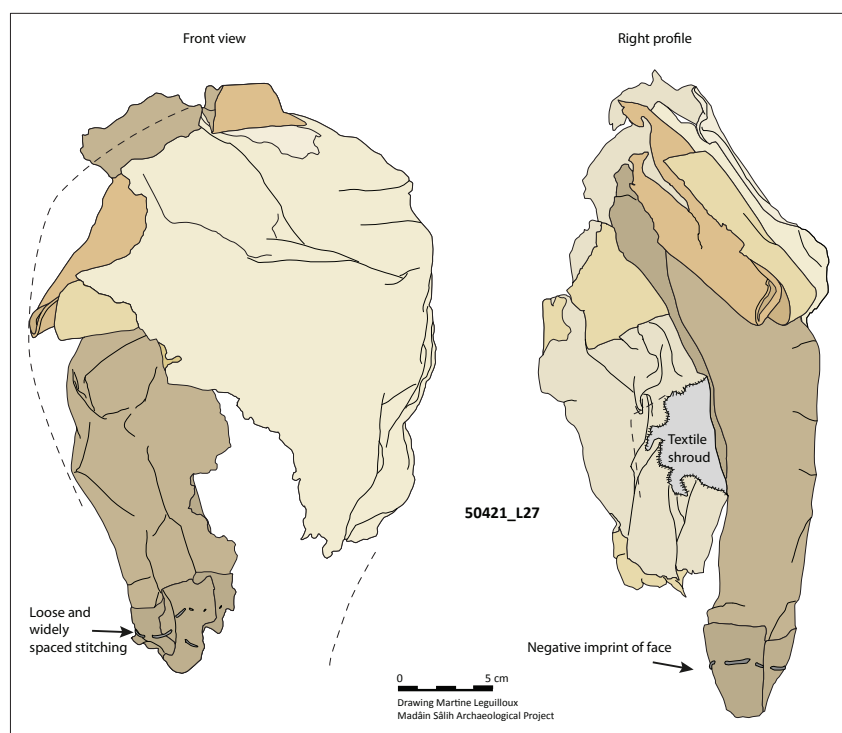 Front view
Right profile
Textile
shroud
50421_L27
Loose and
widely
spaced stitching
Negative imprint of face
0
5 cm
Drawing Martine Leguilloux
Madâin Sâlih Archaeological Project